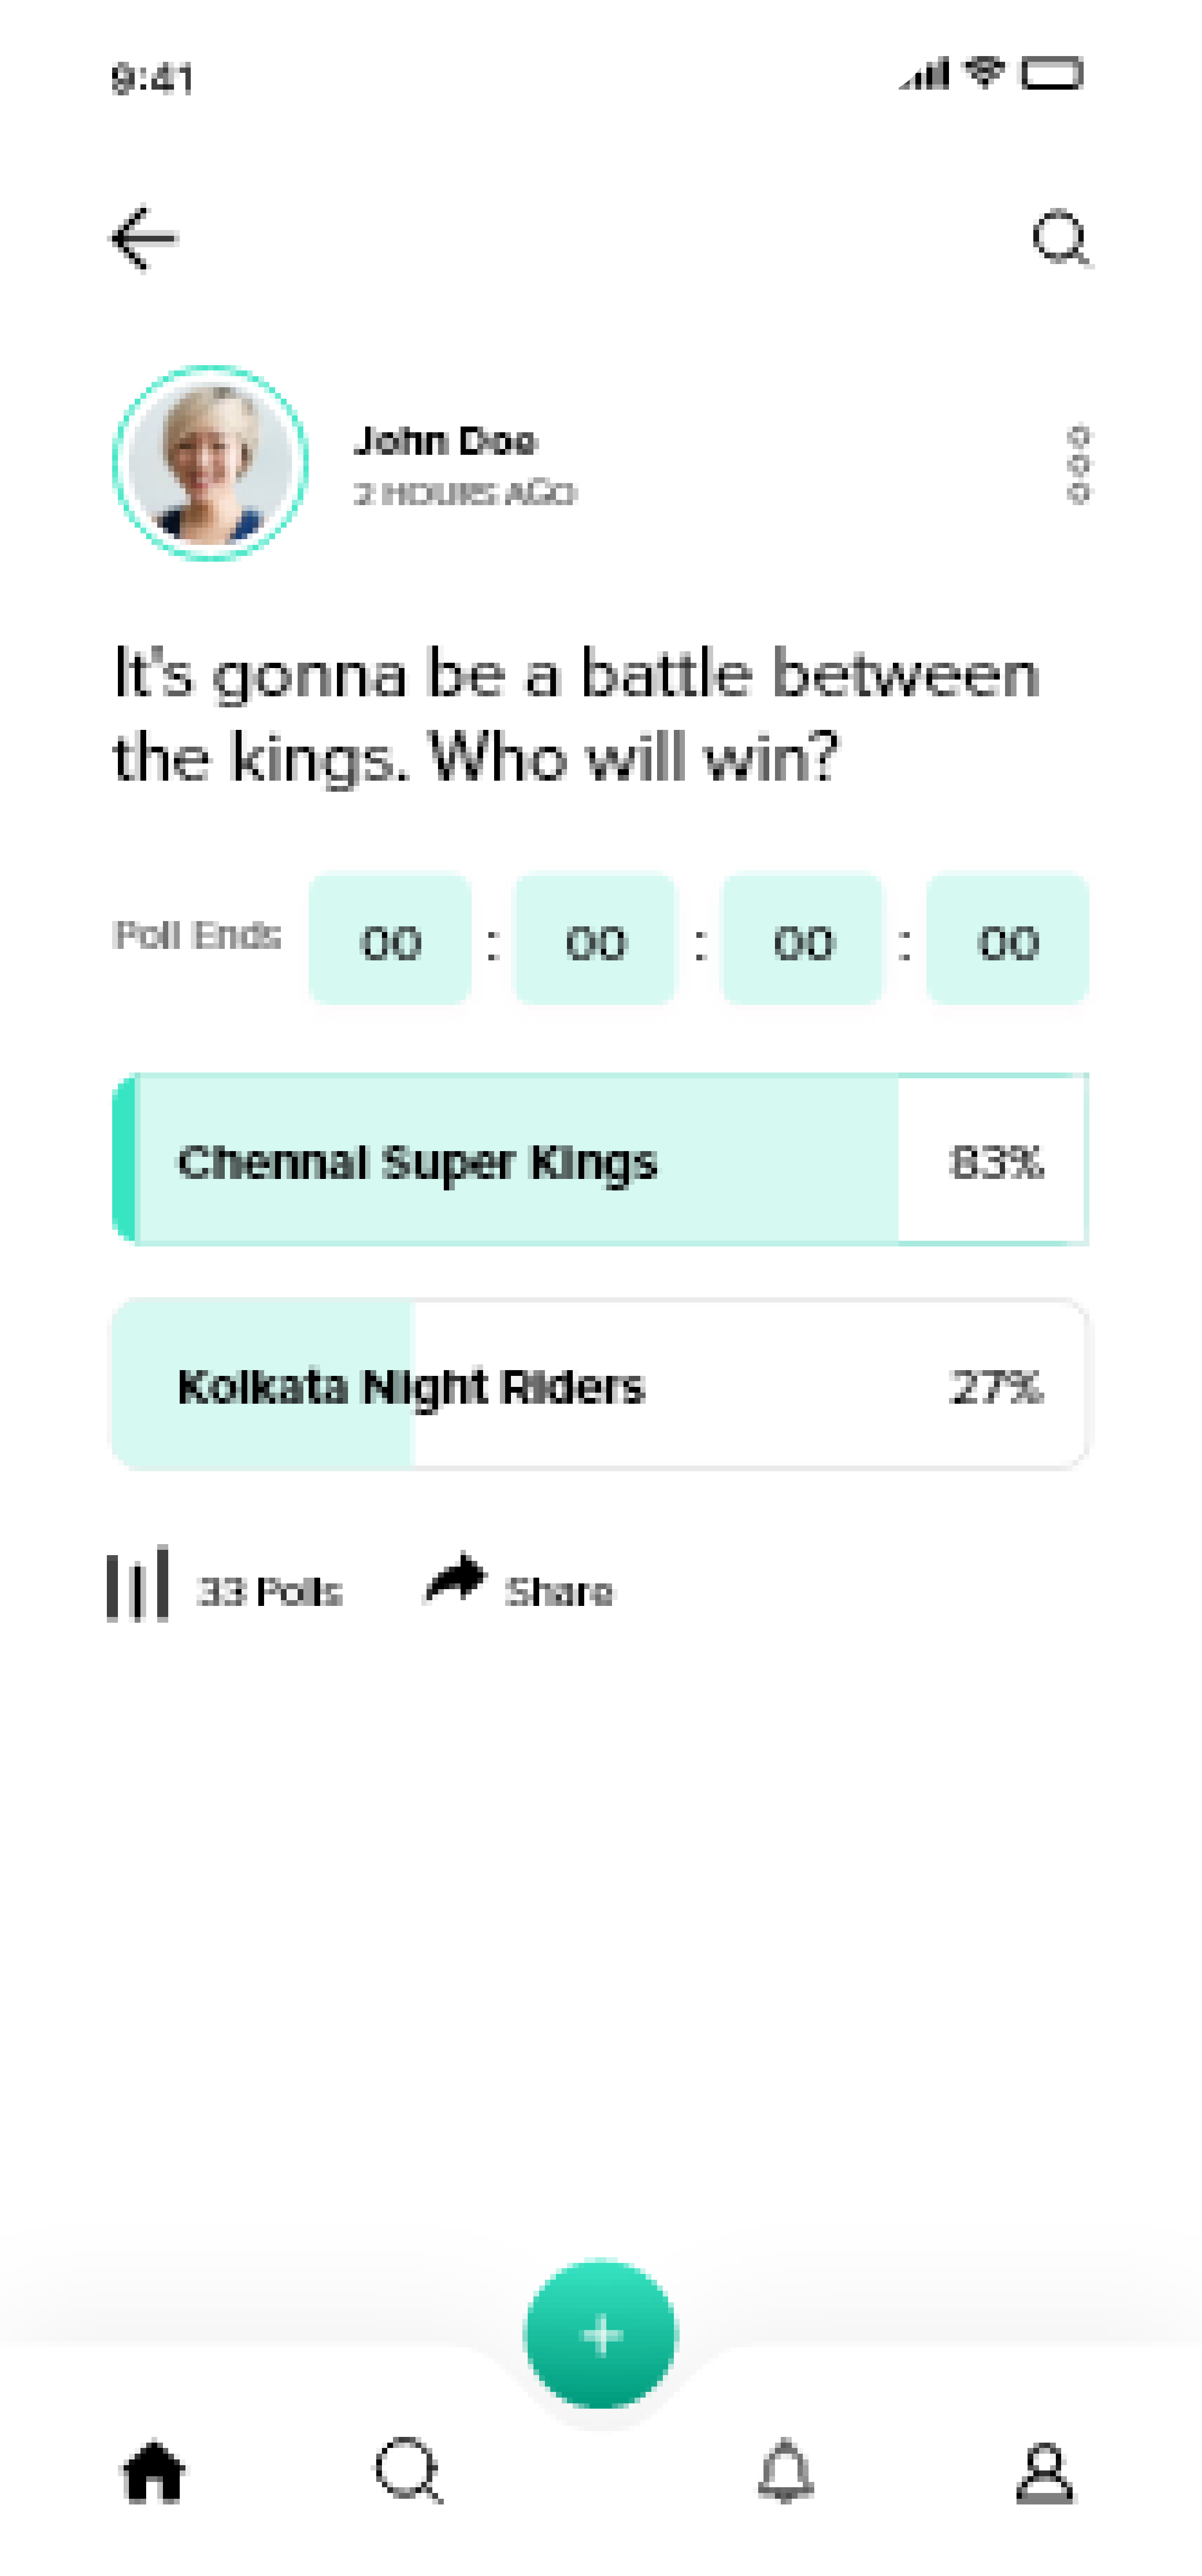 9:41
John Doe
2 HOURS AGO
It's gonna be a battle between
the kings. Who will win?
Poll Ends 00 : 00 : 00 : 00
Chennai Super Kings 83%
Kolkata Night Riders 27%
33 Polls Share